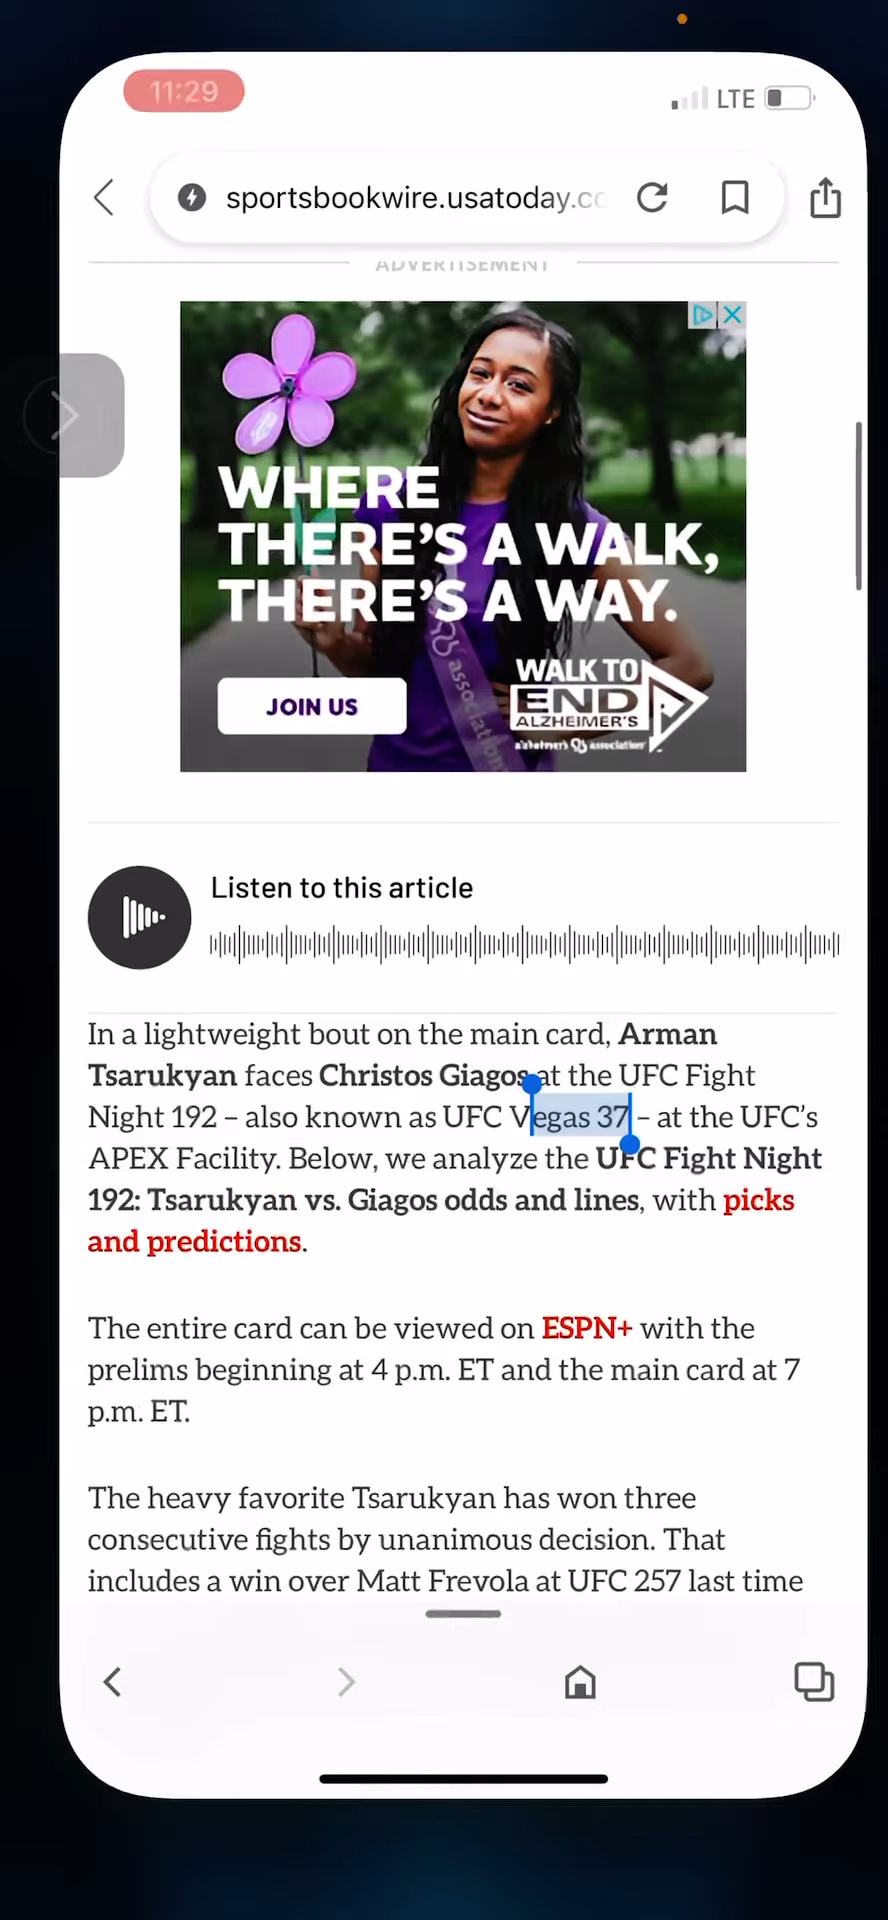 11:29
LTE
sportsbookwire.usatoday.co
ADVERTISEMENT
WHERE
THERE'S A WALK,
THERE'S A WAY.
JOIN US
WALK TO
END
ALZHEIMER'S
alzheimer's association
association
Listen to this article
In a lightweight bout on the main card, Arman
Tsarukyan faces Christos Giagos at the UFC Fight
Night 192 – also known as UFC Vegas 37 – at the UFC’s
APEX Facility. Below, we analyze the UFC Fight Night
192: Tsarukyan vs. Giagos odds and lines, with picks
and predictions.
The entire card can be viewed on ESPN+ with the
prelims beginning at 4 p.m. ET and the main card at 7
p.m. ET.
The heavy favorite Tsarukyan has won three
consecutive fights by unanimous decision. That
includes a win over Matt Frevola at UFC 257 last time